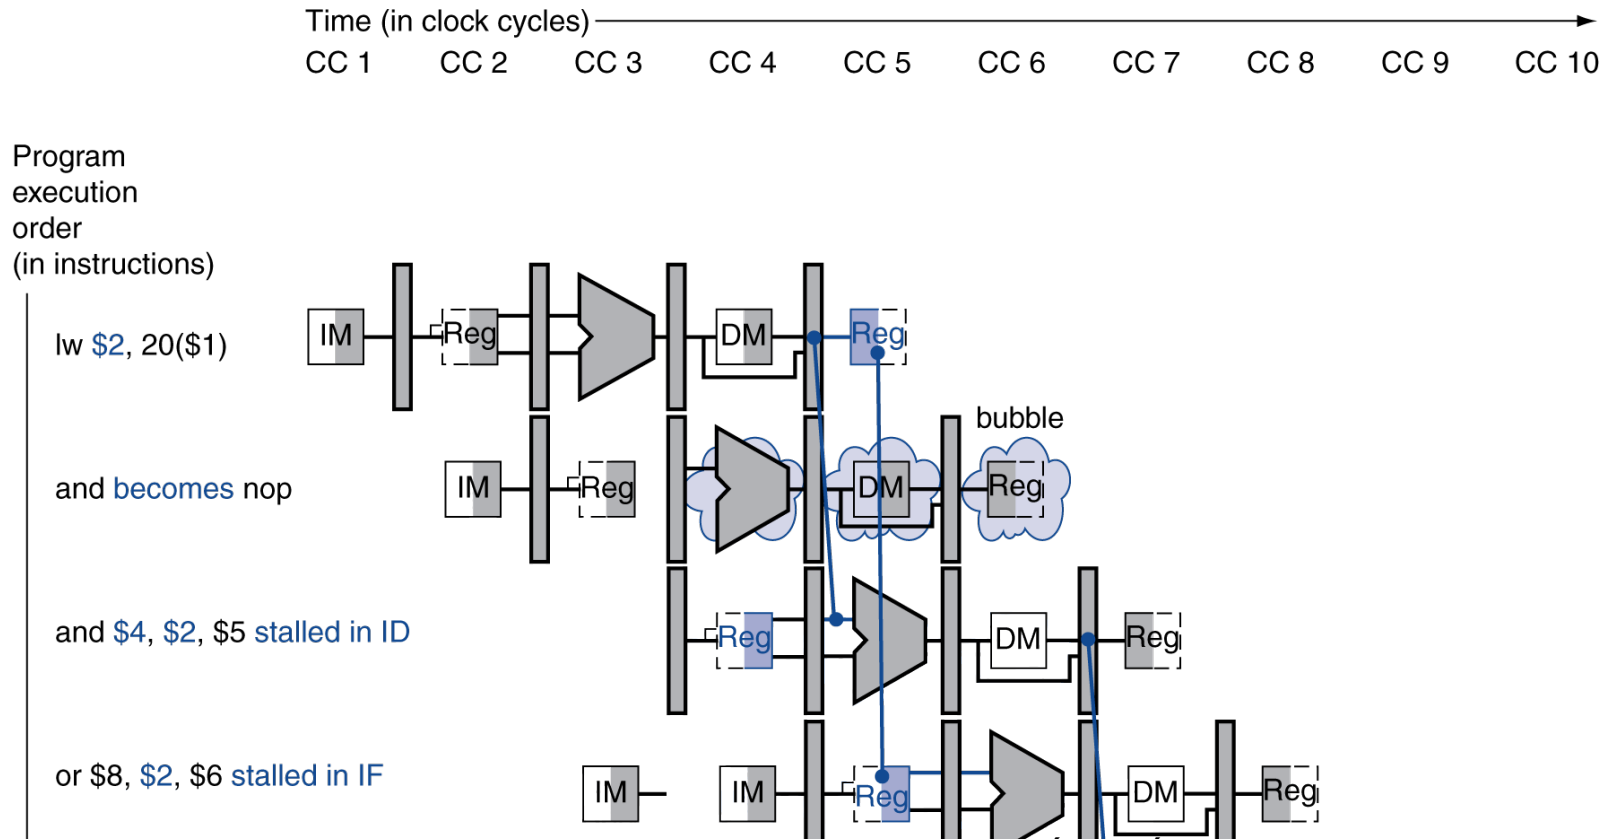 Time (in clock cycles)
CC 1 CC 2 CC 3 CC 4 CC 5 CC 6 CC 7 CC 8 CC 9 CC 10
Program
execution
order
(in instructions)
lw $2, 20($1)
IM Reg DM Reg
bubble
and becomes nop
IM Reg DM Reg
and $4, $2, $5 stalled in ID
Reg DM Reg
or $8, $2, $6 stalled in IF
IM IM Reg DM Reg